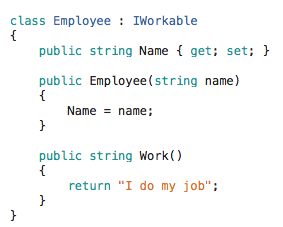 class Employee : IWorkable
{
    public string Name { get; set; }

    public Employee(string name)
    {
        Name = name;
    }

    public string Work()
    {
        return "I do my job";
    }
}